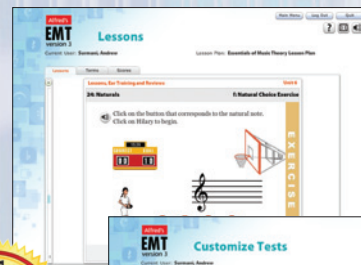 Main Menu Log Out Quit
Alfred's
EMT
version 3
Lessons
Current User: Surmani, Andrew
Lesson Plan: Essentials of Music Theory Lesson Plan
Lessons Terms Scores
Lessons, Ear Training and Reviews
Unit 6
24: Naturals
f: Natural Choice Exercise
Click on the button that corresponds to the natural note.
Click on Hilary to begin.
EXERCISE
Alfred's
EMT
version 3
Customize Tests
Current User: Surmani, Andrew